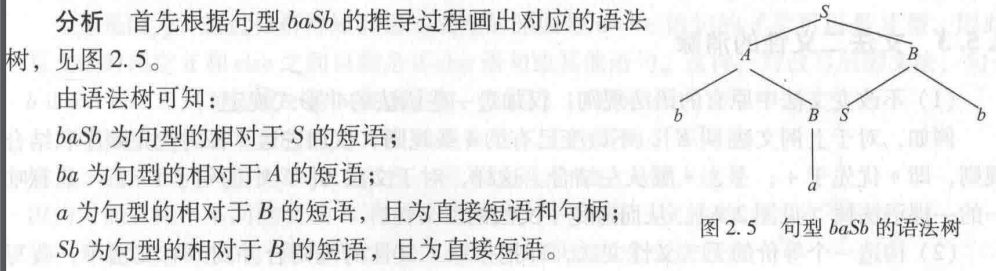 分析 首先根据句型 baSb 的推导过程画出对应的语法
树，见图 2.5。
由语法树可知：
baSb 为句型的相对于 S 的短语；
ba 为句型的相对于 A 的短语；
a 为句型的相对于 B 的短语，且为直接短语和句柄；
Sb 为句型的相对于 B 的短语，且为直接短语。
S
A B
b B S b
a
图 2.5 句型 baSb 的语法树